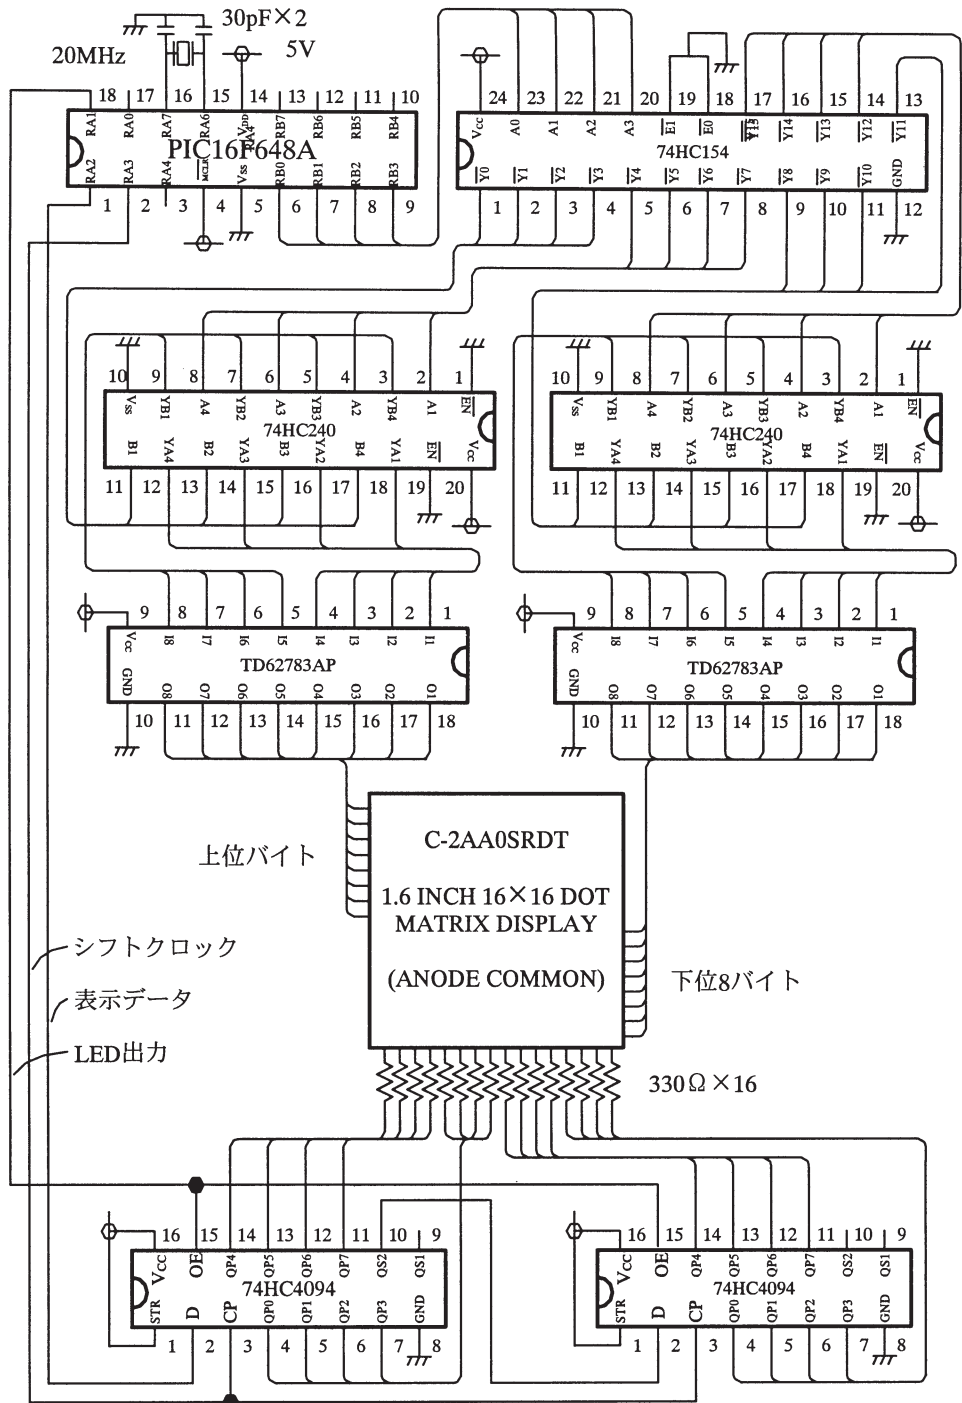 30pF×2
20MHz
5V
18 17 16 15 14 13 12 11 10
RA1 RA0 RA7 RA6 VDD RB7 RB6 RB5 RB4
RA4
PIC16F648A
RA2 RA3 RA4 MCLR Vss RB0 RB1 RB2 RB3
1 2 3 4 5 6 7 8 9
24 23 22 21 20 19 18 17 16 15 14 13
Vcc A0 A1 A2 A3 E1 E0 Y15 Y14 Y13 Y12 Y11
74HC154
Y0 Y1 Y2 Y3 Y4 Y5 Y6 Y7 Y8 Y9 Y10 GND
1 2 3 4 5 6 7 8 9 10 11 12
10 9 8 7 6 5 4 3 2 1
Vss YB1 A4 YB2 A3 YB3 A2 YB4 A1 EN
74HC240
B1 YA4 B2 YA3 B3 YA2 B4 YA1 EN Vcc
11 12 13 14 15 16 17 18 19 20
10 9 8 7 6 5 4 3 2 1
Vss YB1 A4 YB2 A3 YB3 A2 YB4 A1 EN
74HC240
B1 YA4 B2 YA3 B3 YA2 B4 YA1 EN Vcc
11 12 13 14 15 16 17 18 19 20
9 8 7 6 5 4 3 2 1
Vcc I8 I7 I6 I5 I4 I3 I2 I1
TD62783AP
GND O8 O7 O6 O5 O4 O3 O2 O1
10 11 12 13 14 15 16 17 18
9 8 7 6 5 4 3 2 1
Vcc I8 I7 I6 I5 I4 I3 I2 I1
TD62783AP
GND O8 O7 O6 O5 O4 O3 O2 O1
10 11 12 13 14 15 16 17 18
上位バイト
C-2AA0SRDT
1.6 INCH 16×16 DOT
MATRIX DISPLAY
(ANODE COMMON)
下位8バイト
シフトクロック
表示データ
LED出力
330Ω×16
16 15 14 13 12 11 10 9
Vcc OE QP4 QP5 QP6 QP7 QS2 QS1
74HC4094
STR D CP QP0 QP1 QP2 QP3 GND
1 2 3 4 5 6 7 8
16 15 14 13 12 11 10 9
Vcc OE QP4 QP5 QP6 QP7 QS2 QS1
74HC4094
STR D CP QP0 QP1 QP2 QP3 GND
1 2 3 4 5 6 7 8